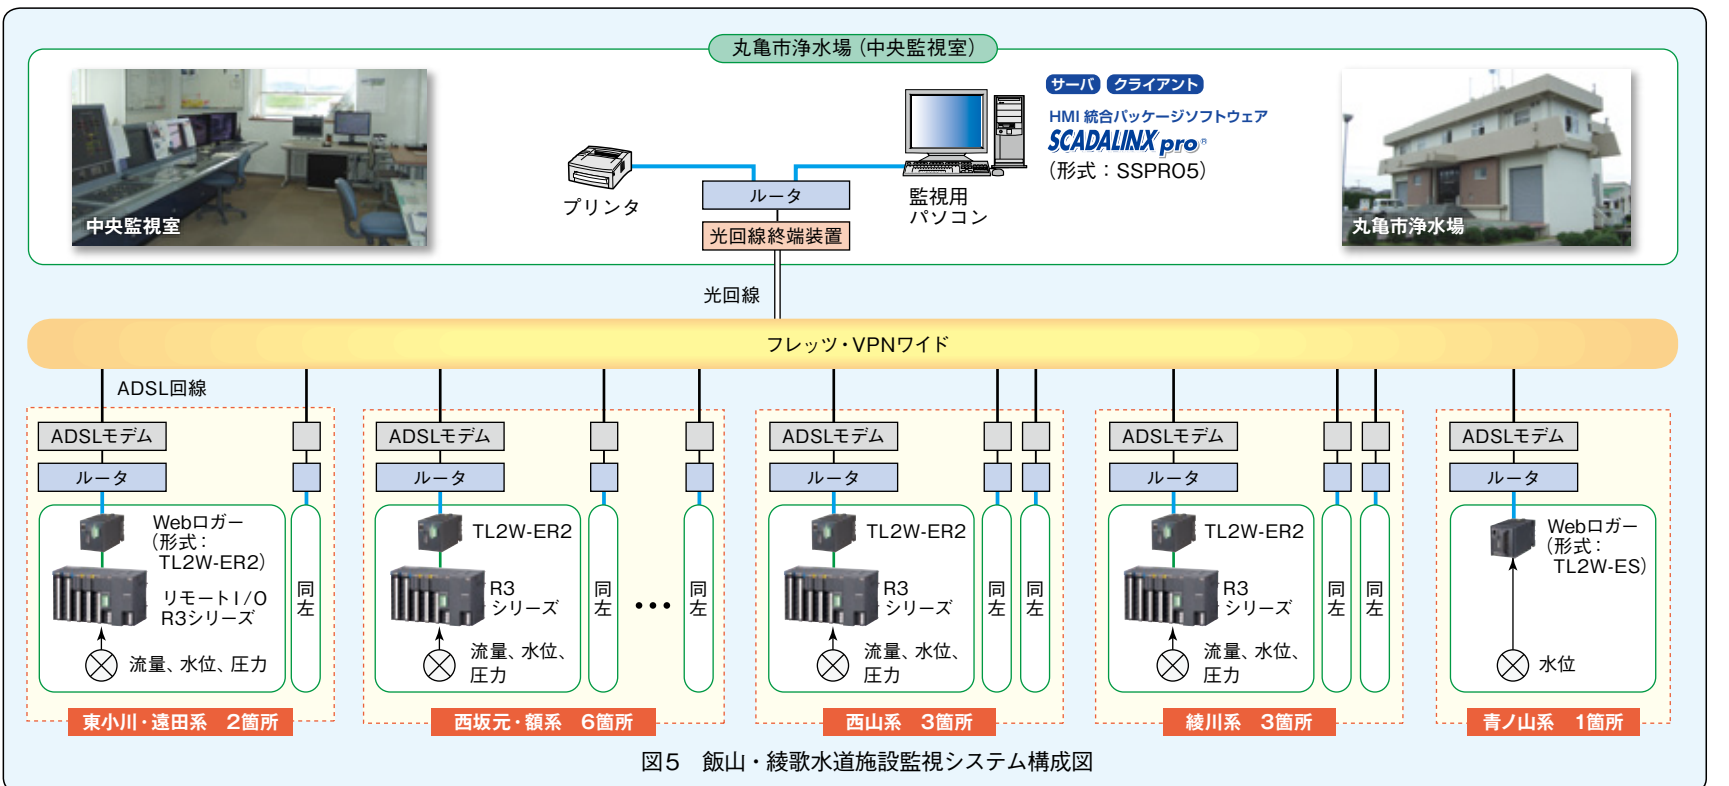 丸亀市浄水場（中央監視室）
サーバ クライアント
HMI 統合パッケージソフトウェア
SCADALINX pro®
（形式：SSPRO5）
中央監視室
プリンタ
ルータ
光回線終端装置
監視用
パソコン
丸亀市浄水場
光回線
フレッツ・VPNワイド
ADSL回線
ADSLモデム
ルータ
Webロガー
（形式：
TL2W-ER2）
リモートI/O
R3シリーズ
流量、水位、圧力
同左
東小川・遠田系　2箇所
ADSLモデム
ルータ
TL2W-ER2
R3
シリーズ
流量、水位、
圧力
同左
•••
同左
西坂元・額系　6箇所
ADSLモデム
ルータ
TL2W-ER2
R3
シリーズ
流量、水位、
圧力
同左
同左
西山系　3箇所
ADSLモデム
ルータ
TL2W-ER2
R3
シリーズ
流量、水位、
圧力
同左
同左
綾川系　3箇所
ADSLモデム
ルータ
Webロガー
（形式：
TL2W-ES）
水位
青ノ山系　1箇所
図5　飯山・綾歌水道施設監視システム構成図